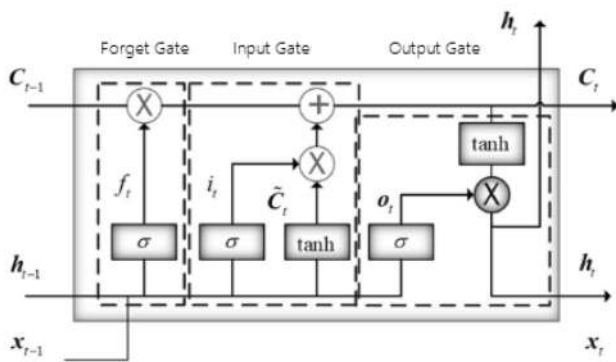 h_t
Forget Gate Input Gate Output Gate
C_{t-1} × + C_t
tanh
f_t i_t × C̃_t o_t ×
σ σ tanh σ
h_{t-1} h_t
x_{t-1} x_t